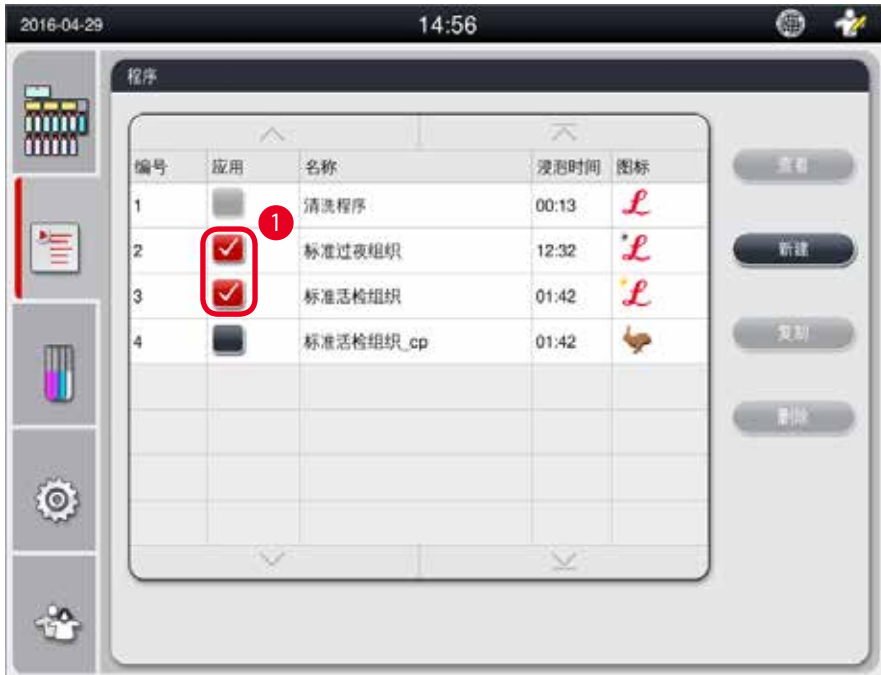 2016-04-29 14:56
程序
编号 应用 名称 浸泡时间 图标
查看
1 清洗程序 00:13
1
2 标准过夜组织 12:32
新建
3 标准活检组织 01:42
4 标准活检组织_cp 01:42
复制
删除